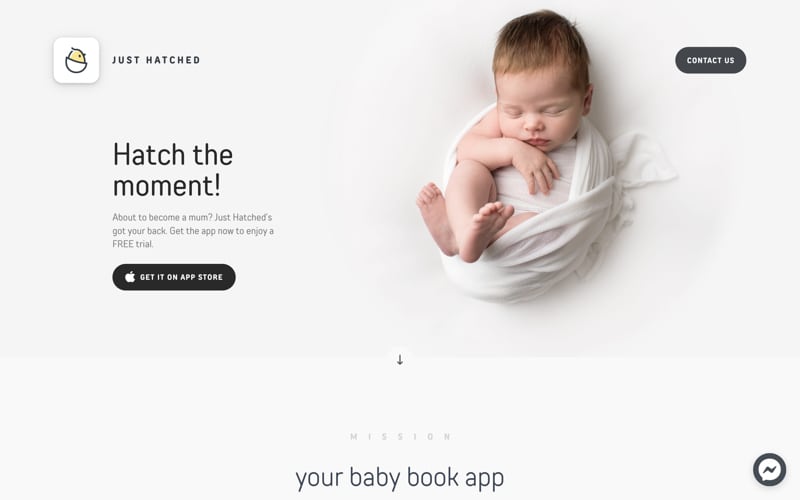 JUST HATCHED
CONTACT US
Hatch the
moment!
About to become a mum? Just Hatched's
got your back. Get the app now to enjoy a
FREE trial.
GET IT ON APP STORE
MISSION
your baby book app